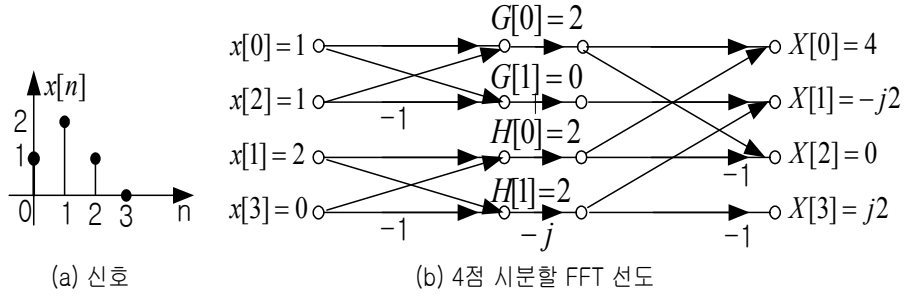 x[n]
2
1
0
1
2
3
n
(a) 신호
x[0]=1
x[2]=1
x[1]=2
x[3]=0
-1
-1
G[0]=2
G[1]=0
H[0]=2
H[1]=2
-j
-1
-1
X[0]=4
X[1]=-j2
X[2]=0
X[3]=j2
(b) 4점 시분할 FFT 선도